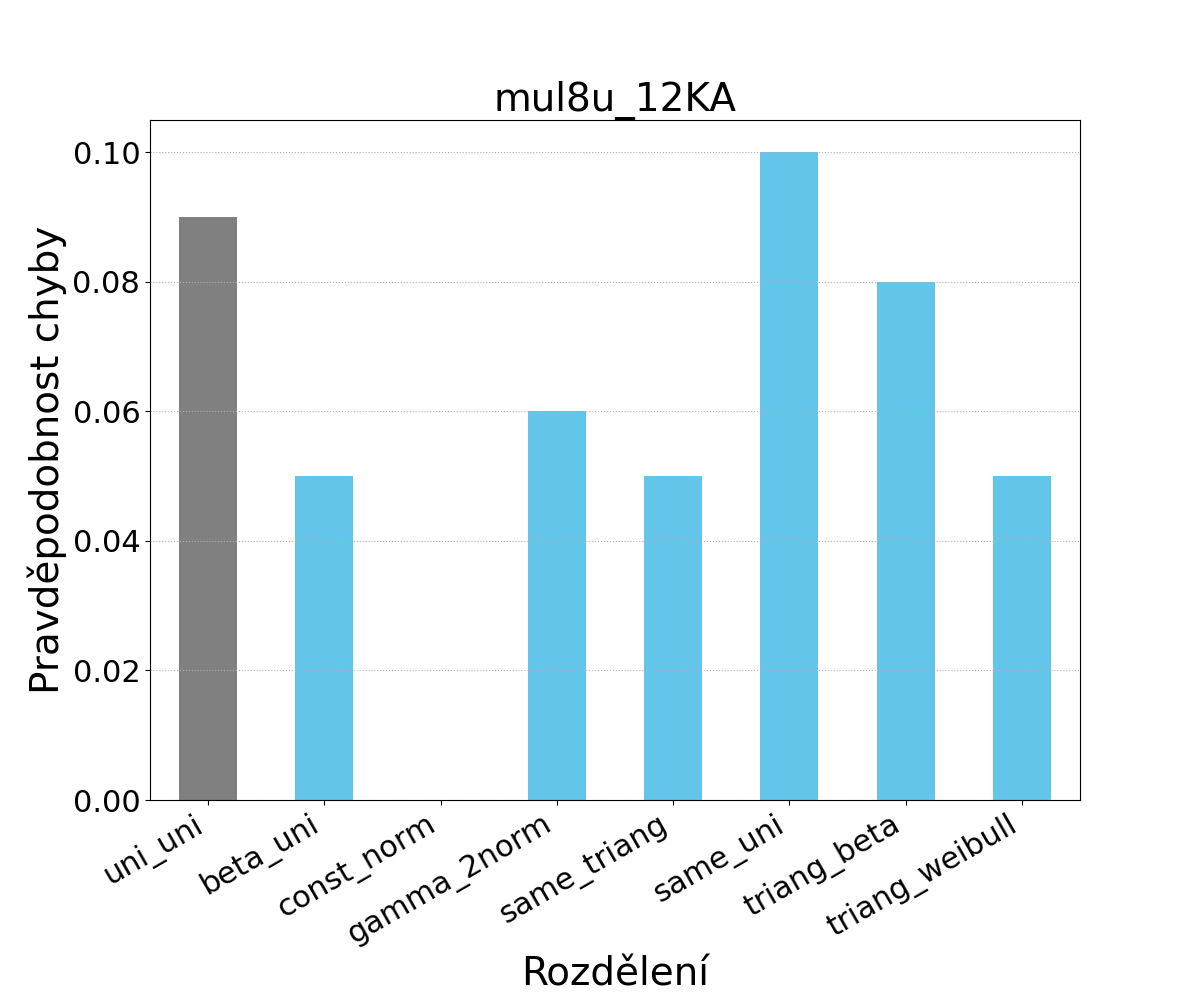 mul8u_12KA
Pravděpodobnost chyby
0.10
0.08
0.06
0.04
0.02
0.00
uni_uni
beta_uni
const_norm
gamma_2norm
same_triang
same_uni
triang_beta
triang_weibull
Rozdělení